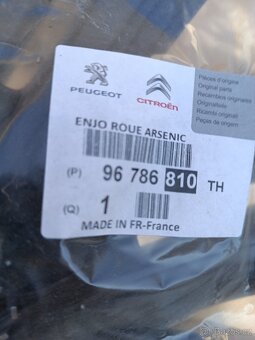 PEUGEOT
CITROËN
Pièces d'origine
Original parts
Recambios originales
Originalteile
Ricambi originali
Peças de origem
ENJO ROUE ARSENIC
(P) 96 786 810 TH
(Q) 1
MADE IN FR-France